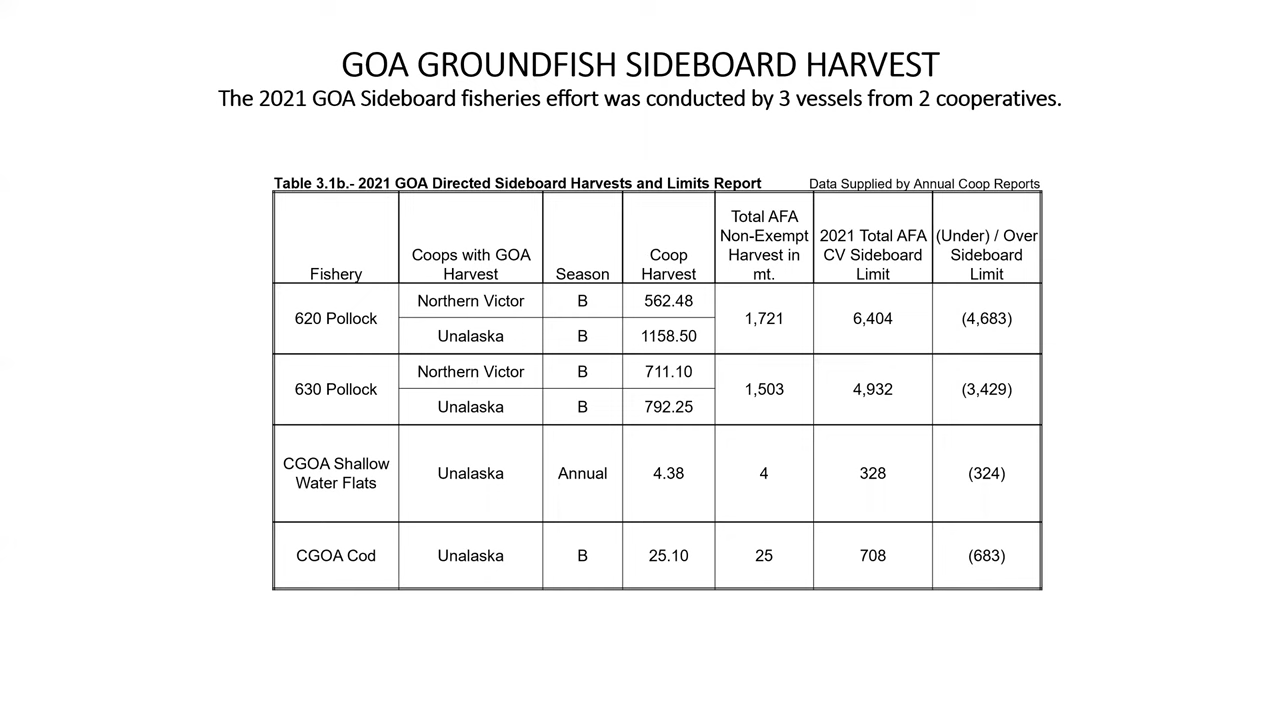 GOA GROUNDFISH SIDEBOARD HARVEST
The 2021 GOA Sideboard fisheries effort was conducted by 3 vessels from 2 cooperatives.
Table 3.1b.- 2021 GOA Directed Sideboard Harvests and Limits Report Data Supplied by Annual Coop Reports
Fishery
Coops with GOA
Harvest
Season
Coop
Harvest
Total AFA
Non-Exempt
Harvest in
mt.
2021 Total AFA
CV Sideboard
Limit
(Under) / Over
Sideboard
Limit
620 Pollock
Northern Victor B 562.48
Unalaska B 1158.50
1,721 6,404 (4,683)
630 Pollock
Northern Victor B 711.10
Unalaska B 792.25
1,503 4,932 (3,429)
CGOA Shallow
Water Flats
Unalaska Annual 4.38 4 328 (324)
CGOA Cod Unalaska B 25.10 25 708 (683)